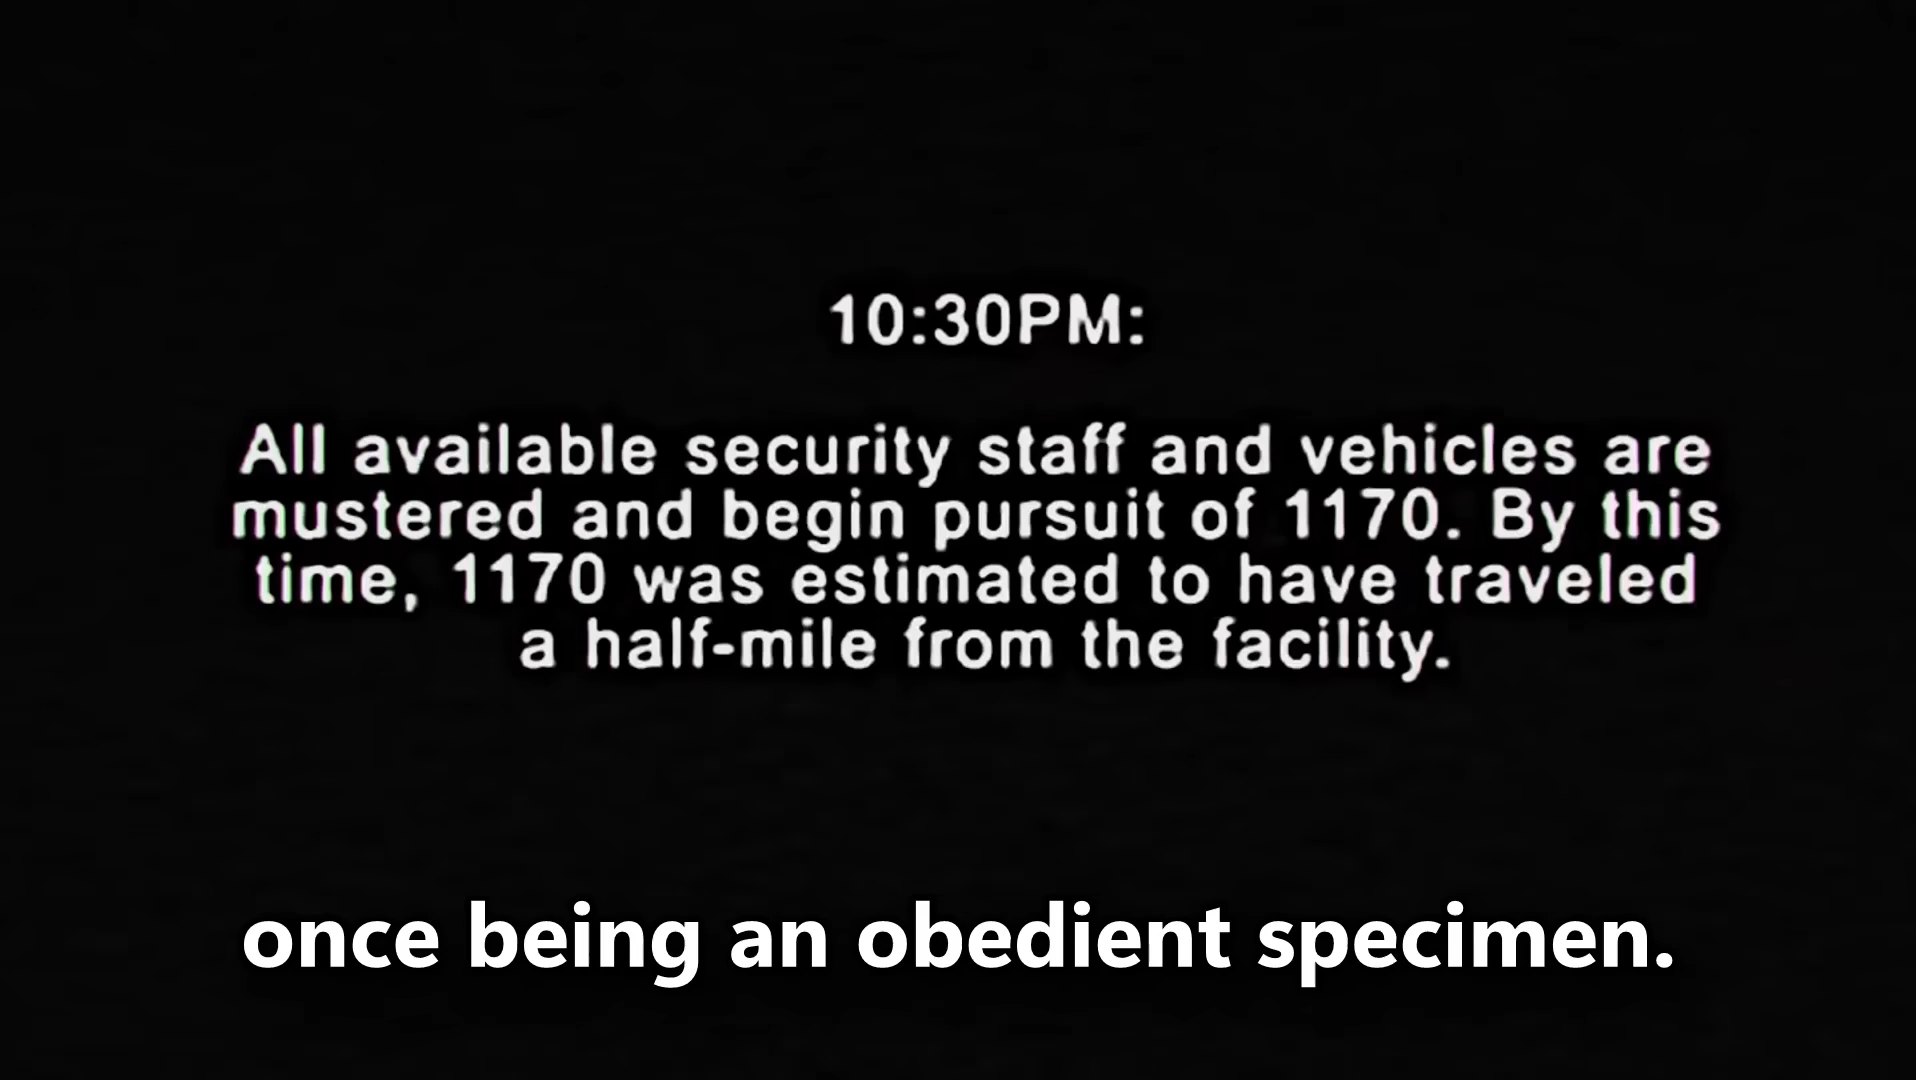 10:30PM:
All available security staff and vehicles are
mustered and begin pursuit of 1170. By this
time, 1170 was estimated to have traveled
a half-mile from the facility.
once being an obedient specimen.